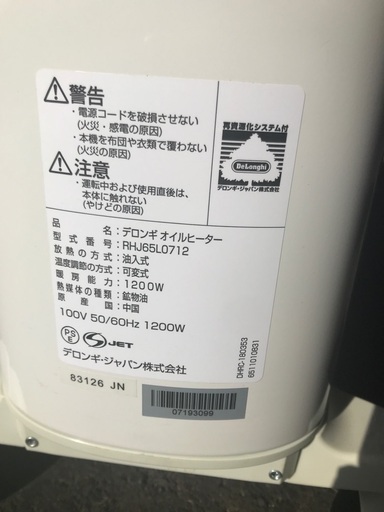 警告
・電源コードを破損させない
(火災・感電の原因)
・本機を布団や衣類で覆わない
(火災の原因)
注意
・運転中および使用直後は、
本体に触れない
(やけどの原因)
再資源化システム付
DeLonghi
デロンギ・ジャパン株式会社
品名:デロンギ オイルヒーター
型式番号:RHJ65L0712
放熱の方式:油入式
温度調節の方式:可変式
暖房能力:1200W
熱媒体の種類:鉱物油
原産国:中国
100V 50/60Hz 1200W
PS
E
S JET
デロンギ・ジャパン株式会社
DHRC-180353
6511010831
83126 JN
07193099